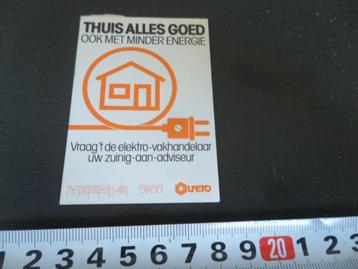 THUIS ALLES GOED
OOK MET MINDER ENERGIE
Vraag 't de elektro-vakhandelaar
uw zuinig-aan-adviseur
UNETO
1 2 3 4 5 6 7 8 9 20 1 2 3 4